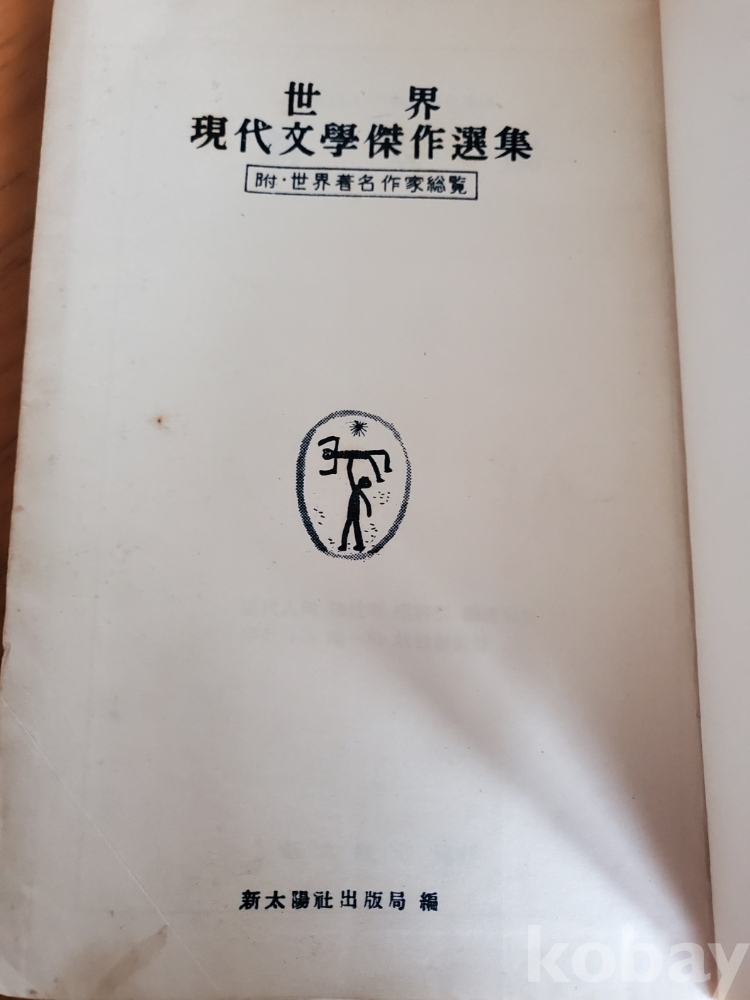 世界
現代文學傑作選集
附·世界著名作家総覧
新太陽社出版局 編
kobay